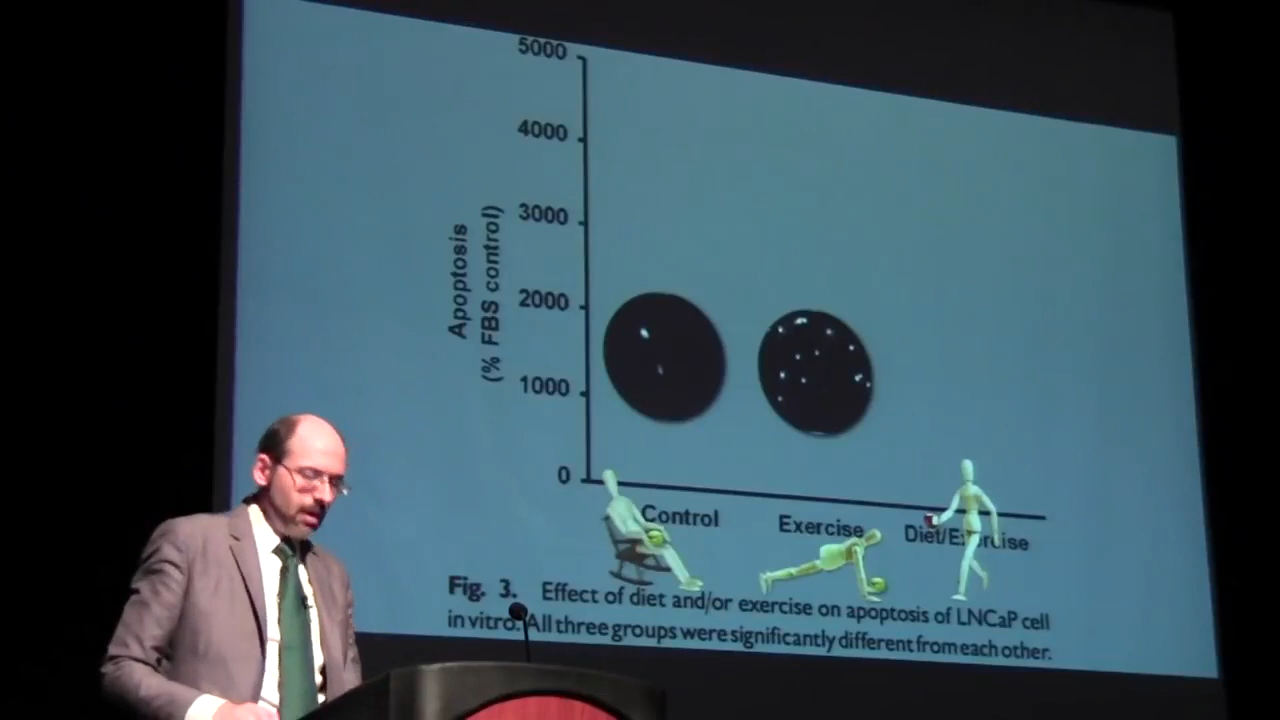 5000
4000
3000
2000
1000
0
Apoptosis
(% FBS control)
Control
Exercise
Diet/Exercise
Fig. 3. Effect of diet and/or exercise on apoptosis of LNCaP cell
in vitro. All three groups were significantly different from each other.